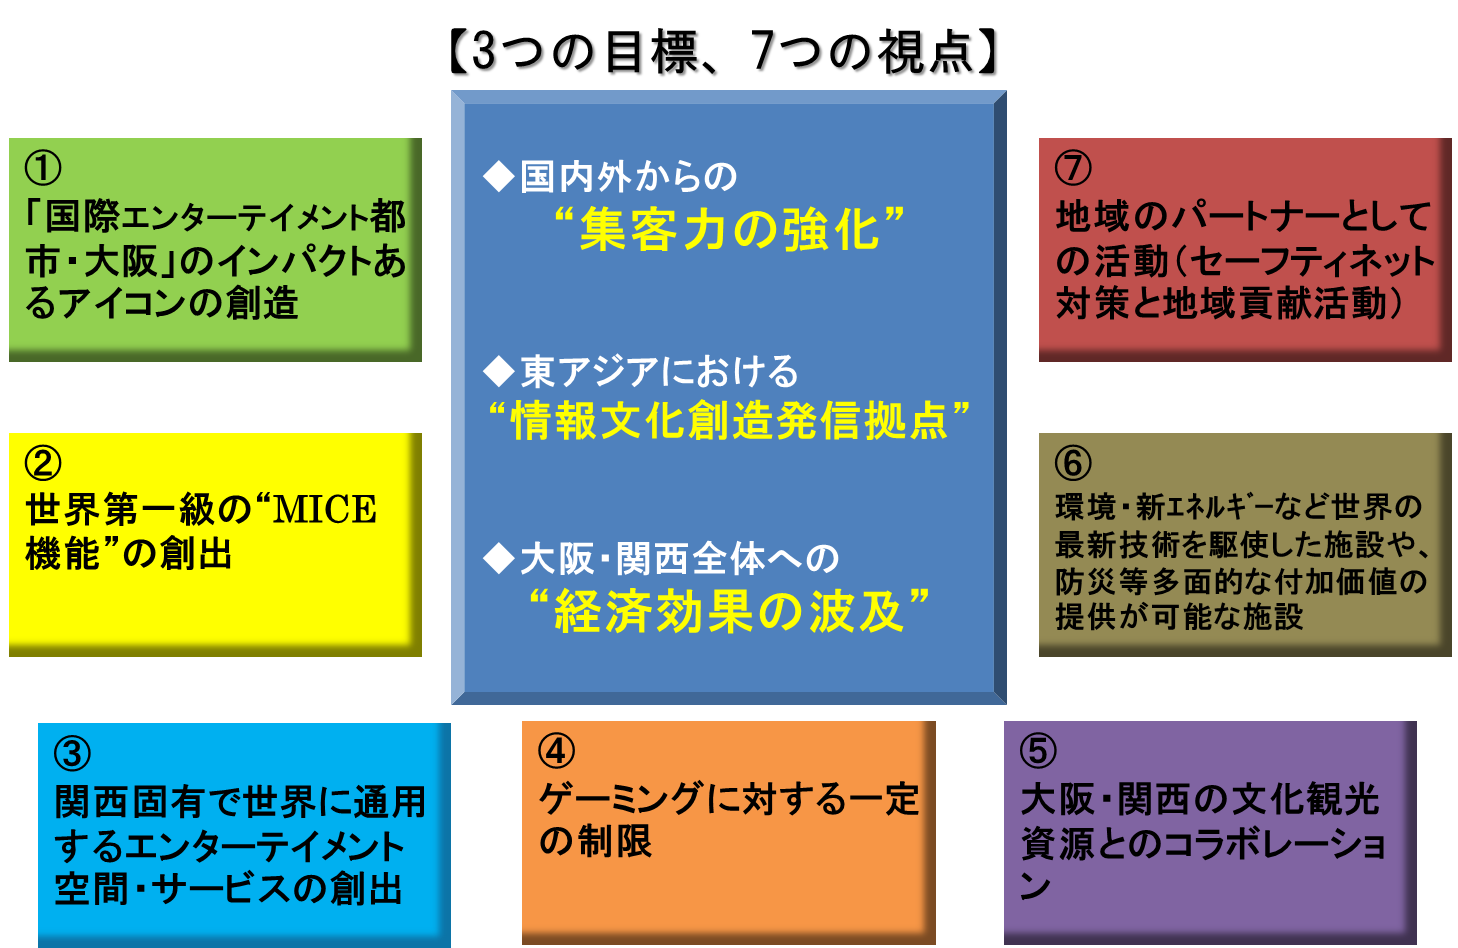 【3つの目標、7つの視点】
◆国内外からの
“集客力の強化”
◆東アジアにおける
“情報文化創造発信拠点”
◆大阪・関西全体への
“経済効果の波及”
①
「国際エンターテイメント都
市・大阪」のインパクトあ
るアイコンの創造
②
世界第一級の“MICE
機能”の創出
③
関西固有で世界に通用
するエンターテイメント
空間・サービスの創出
④
ゲーミングに対する一定
の制限
⑤
大阪・関西の文化観光
資源とのコラボレーショ
ン
⑥
環境・新ｴﾈﾙｷﾞｰなど世界の
最新技術を駆使した施設や、
防災等多面的な付加価値の
提供が可能な施設
⑦
地域のパートナーとして
の活動（セーフティネット
対策と地域貢献活動）